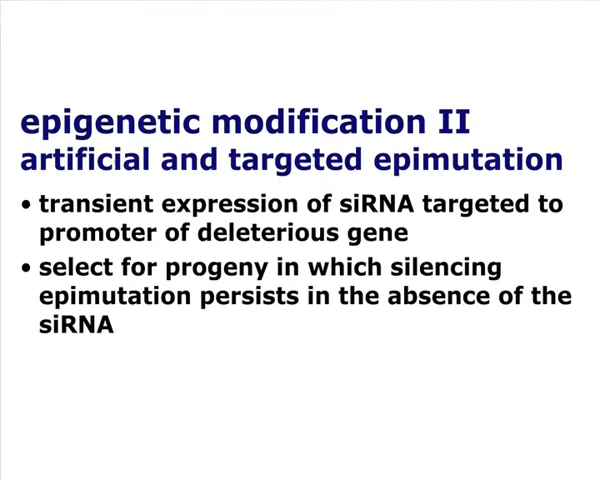 epigenetic modification II
artificial and targeted epimutation
• transient expression of siRNA targeted to
promoter of deleterious gene
• select for progeny in which silencing
epimutation persists in the absence of the
siRNA